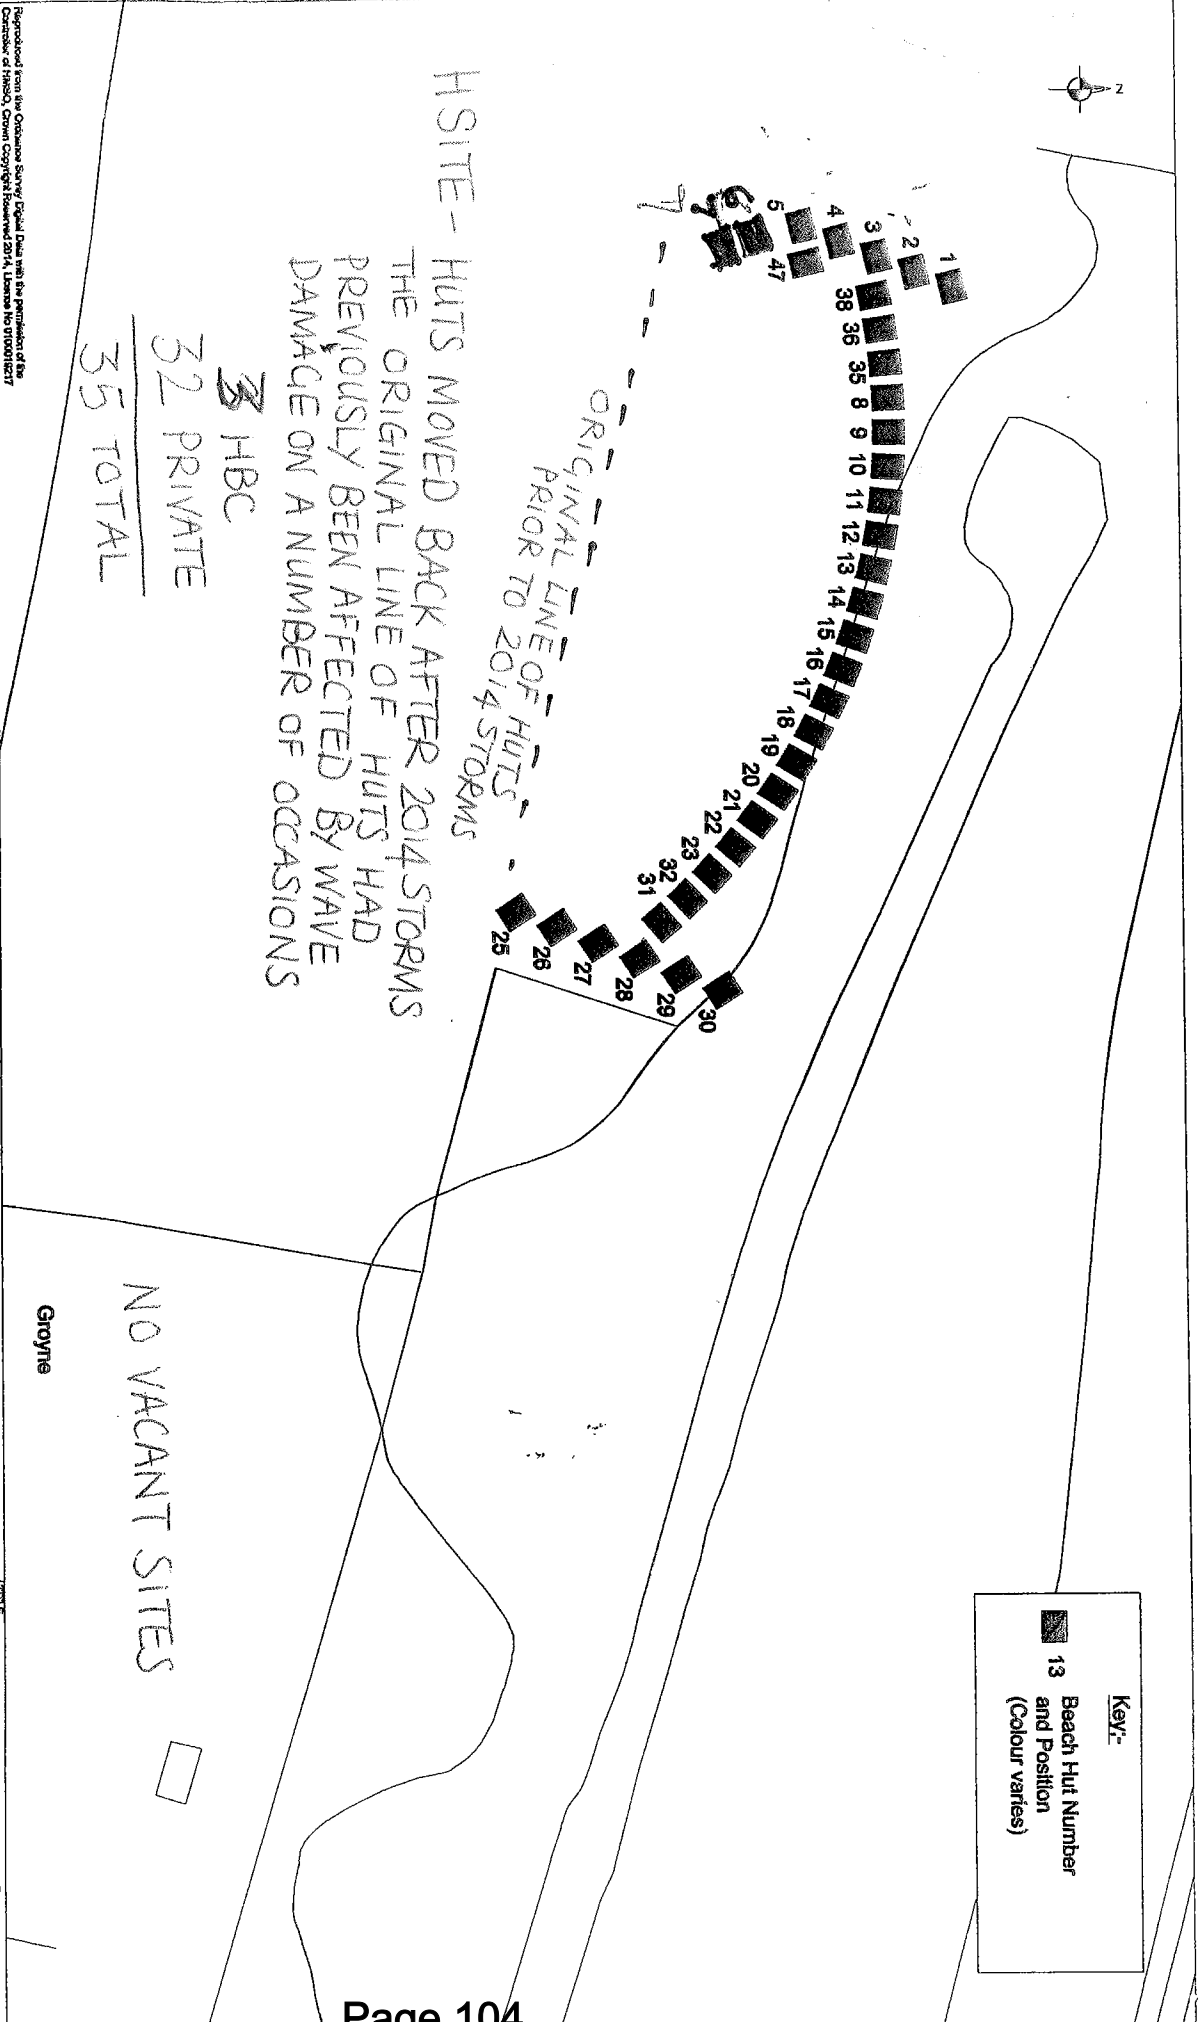 N
Key:-
13 Beach Hut Number
and Position
(Colour varies)
1
2
3
4
5
47
6
7
38
36
35
8
9
10
11
12
13
14
15
16
17
18
19
20
21
22
23
32
31
30
29
28
27
26
25
ORIGINAL LINE OF HUTS
PRIOR TO 2014 STORMS
HSITE - HUTS MOVED BACK AFTER 2014 STORMS
THE ORIGINAL LINE OF HUTS HAD
PREVIOUSLY BEEN AFFECTED BY WAVE
DAMAGE ON A NUMBER OF OCCASIONS
3 HBC
32 PRIVATE
35 TOTAL
NO VACANT SITES
Groyne
Reproduced from the Ordnance Survey Digital Data with the permission of the
Controller of HMSO, Crown Copyright Reserved 2014, License No 0100019217
Page 104